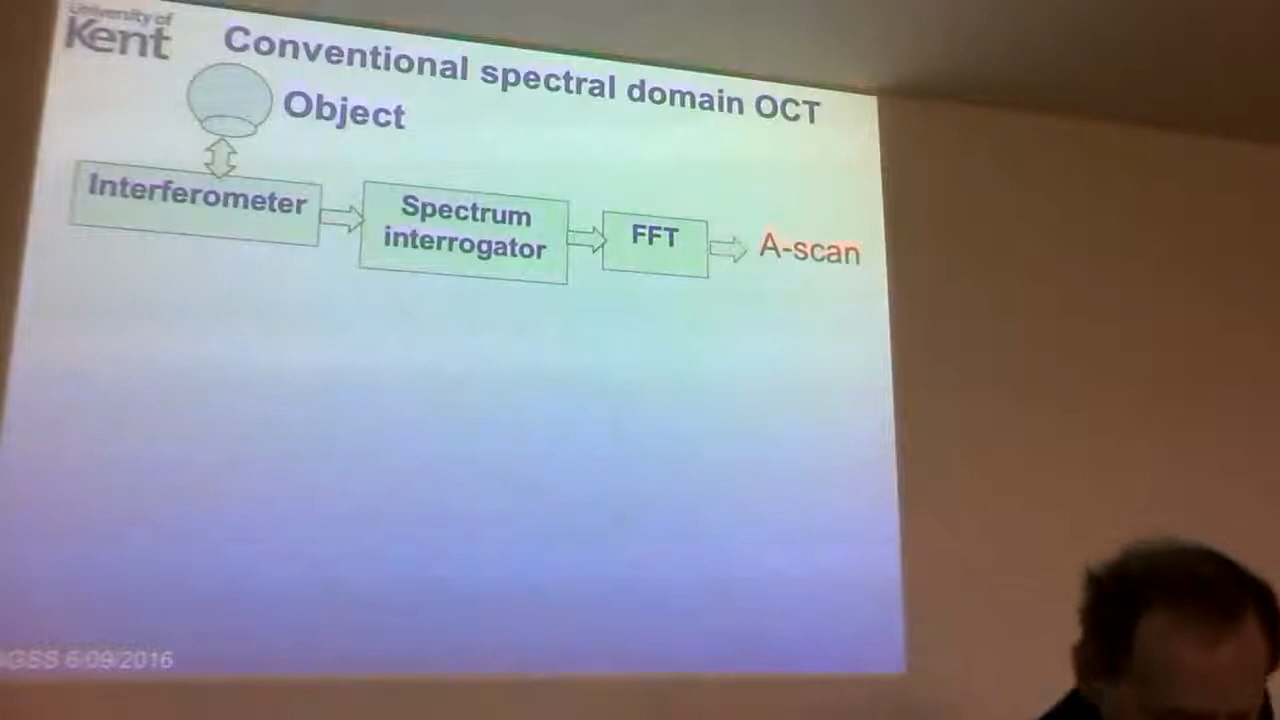 University of
Kent
Conventional spectral domain OCT
Object
Interferometer
Spectrum
interrogator
FFT
A-scan
GSS 6/09/2016